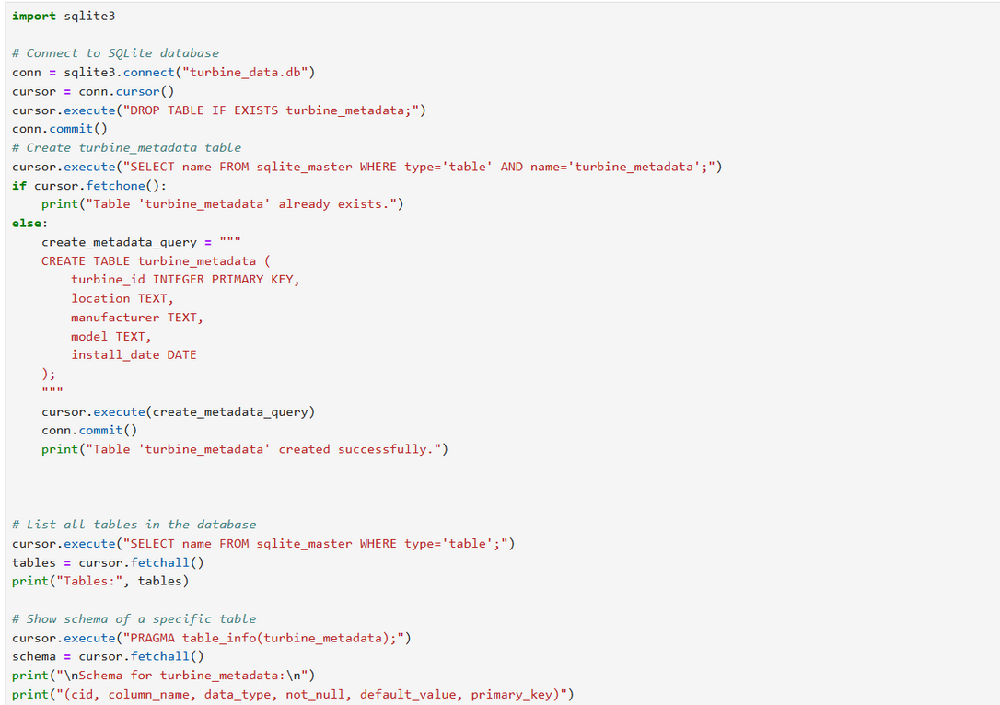 import sqlite3
# Connect to SQLite database
conn = sqlite3.connect("turbine_data.db")
cursor = conn.cursor()
cursor.execute("DROP TABLE IF EXISTS turbine_metadata;")
conn.commit()
# Create turbine_metadata table
cursor.execute("SELECT name FROM sqlite_master WHERE type='table' AND name='turbine_metadata';")
if cursor.fetchone():
    print("Table 'turbine_metadata' already exists.")
else:
    create_metadata_query = """
    CREATE TABLE turbine_metadata (
        turbine_id INTEGER PRIMARY KEY,
        location TEXT,
        manufacturer TEXT,
        model TEXT,
        install_date DATE
    );
    """
    cursor.execute(create_metadata_query)
    conn.commit()
    print("Table 'turbine_metadata' created successfully.")
# List all tables in the database
cursor.execute("SELECT name FROM sqlite_master WHERE type='table';")
tables = cursor.fetchall()
print("Tables:", tables)
# Show schema of a specific table
cursor.execute("PRAGMA table_info(turbine_metadata);")
schema = cursor.fetchall()
print("\nSchema for turbine_metadata:\n")
print("(cid, column_name, data_type, not_null, default_value, primary_key)")